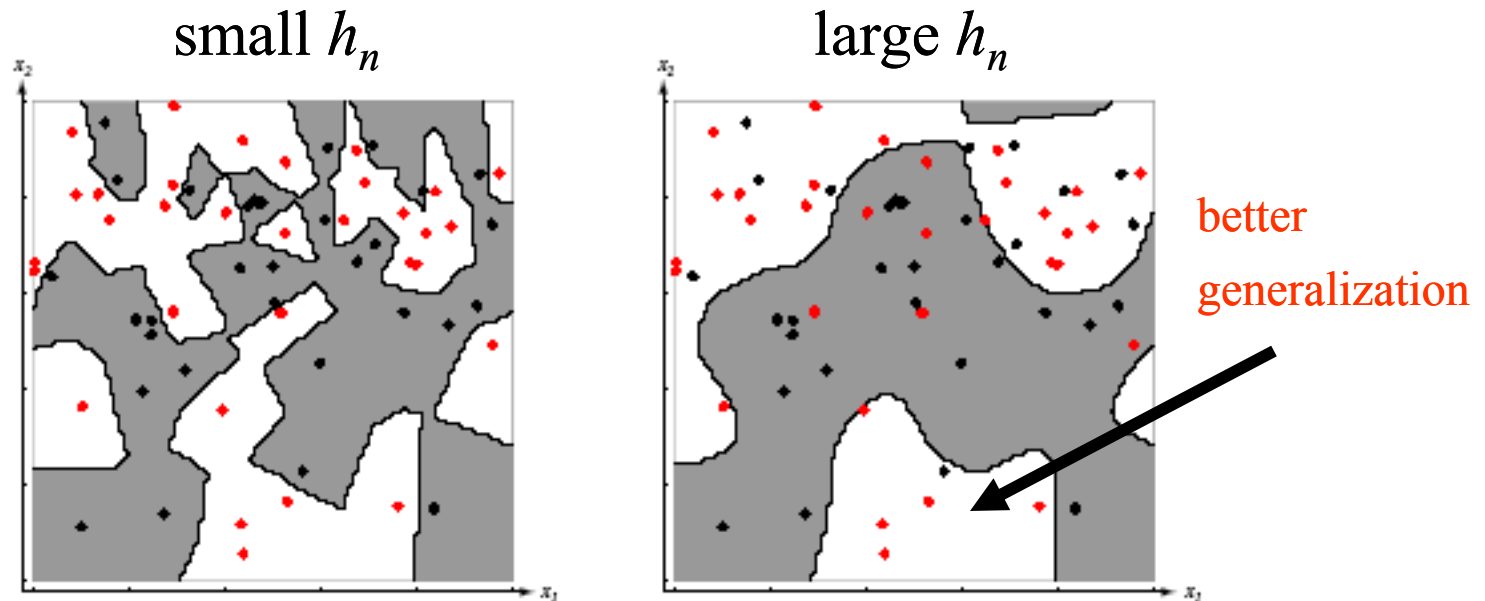 small hₙ
large hₙ
x₂
x₂
better
generalization
x₁
x₁